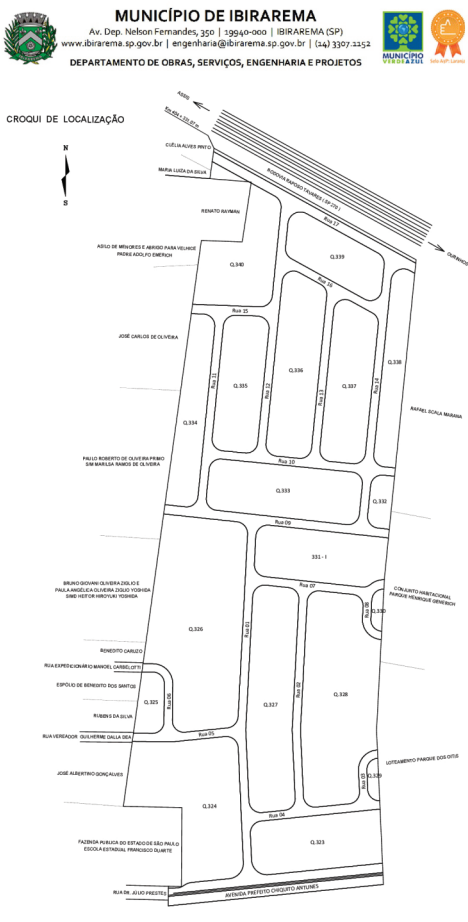 MUNICÍPIO DE IBIRAREMA
Av. Dep. Nelson Fernandes, 350 | 19940-000 | IBIRAREMA (SP)
www.ibirarema.sp.gov.br | engenharia@ibirarema.sp.gov.br | (14) 3307.2252
DEPARTAMENTO DE OBRAS, SERVIÇOS, ENGENHARIA E PROJETOS
MUNICÍPIO
VERDEAZUL
CROQUI DE LOCALIZAÇÃO
N
S
ASSIS
CLÉLIA ALVES PINTO
MARIA LUIZA DA SILVA
RODOVIA RAPOSO TAVARES ( SP 270 )
OURINHOS
RENATO RAYMAN
Rua 17
ASILO DE MENORES E ABRIGO PARA VELHICE
PADRE ADOLFO EMERICH
Q.340
Q.339
Rua 16
Rua 15
JOSÉ CARLOS DE OLIVEIRA
Q.338
Q.336
Rua 11
Q.335
Rua 12
Rua 13
Q.337
Rua 14
RAFAEL SCALA MARANA
Q.334
PAULO ROBERTO DE OLIVEIRA PRIMO
S/M MARILSA RAMOS DE OLIVEIRA
Rua 10
Q.333
Q.332
Rua 09
331 - I
BRUNO GIOVANI OLIVEIRA ZIGLIO E
PAULA ANGÉLICA OLIVEIRA ZIGLIO YOSHIDA
S/MD HEITOR HIROYUKI YOSHIDA
Rua 07
CONJUNTO HABITACIONAL
PARQUE HENRIQUE GENERICH
Rua 08
Q.330
Q.326
Rua 01
BENEDITO CARUZO
RUA EXPEDICIONÁRIO MANOEL CARBELOTTI
ESPÓLIO DE BENEDITO DOS SANTOS
Rua 02
Q.328
Q.325
Rua 06
Q.327
RUBENS DA SILVA
RUA VEREADOR GUILHERME DALLA DEA
Rua 05
LOTEAMENTO PARQUE DOS OITIS
JOSÉ ALBERTINO GONÇALVES
Rua 03
Q.329
Q.324
Rua 04
FAZENDA PUBLICA DO ESTADO DE SÃO PAULO
ESCOLA ESTADUAL FRANCISCO DUARTE
Q.323
RUA DR. JÚLIO PRESTES
AVENIDA PREFEITO CHIQUITO ANTUNES